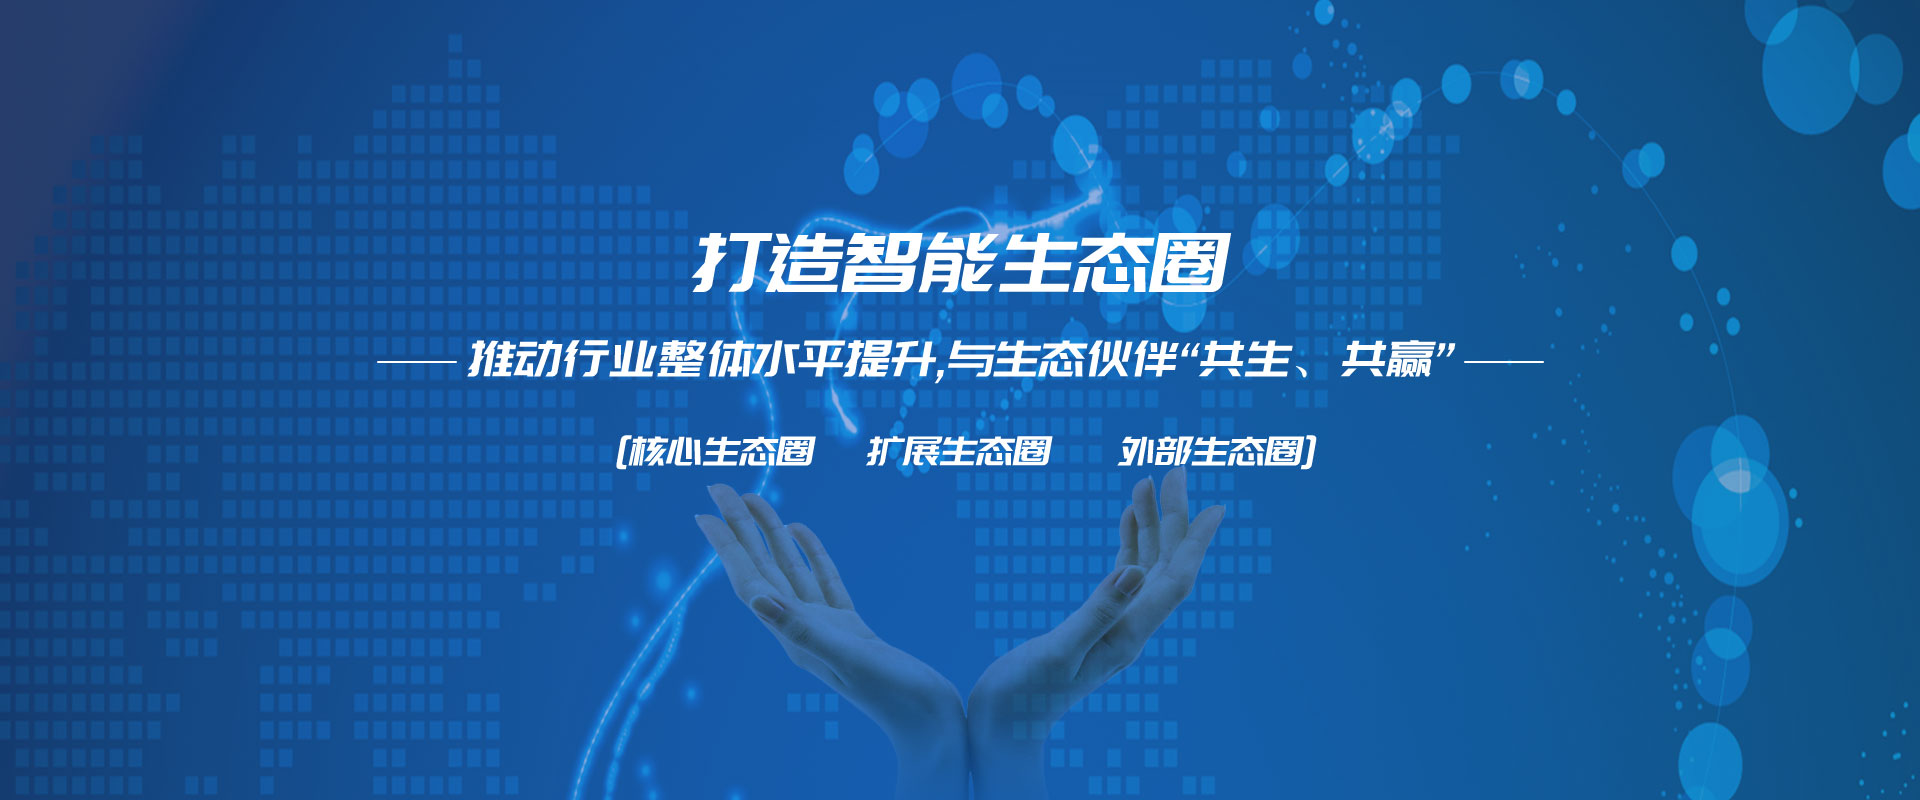 打造智能生态圈
——推动行业整体水平提升,与生态伙伴“共生、共赢”——
[核心生态圈 扩展生态圈 外部生态圈]